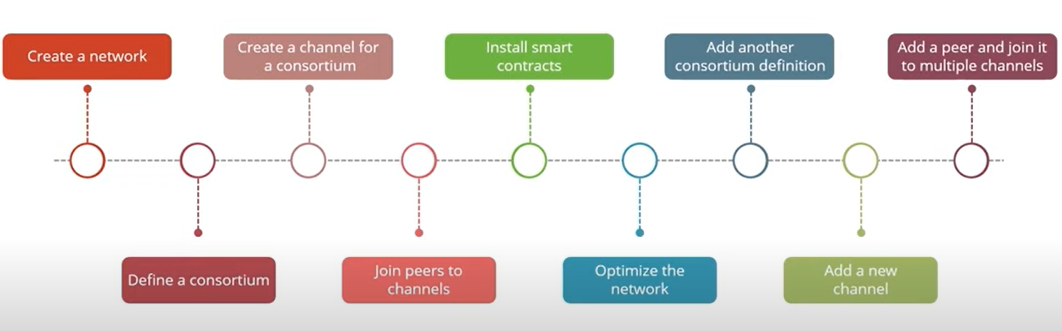 Create a network
Create a channel for
a consortium
Install smart
contracts
Add another
consortium definition
Add a peer and join it
to multiple channels
Define a consortium
Join peers to
channels
Optimize the
network
Add a new
channel